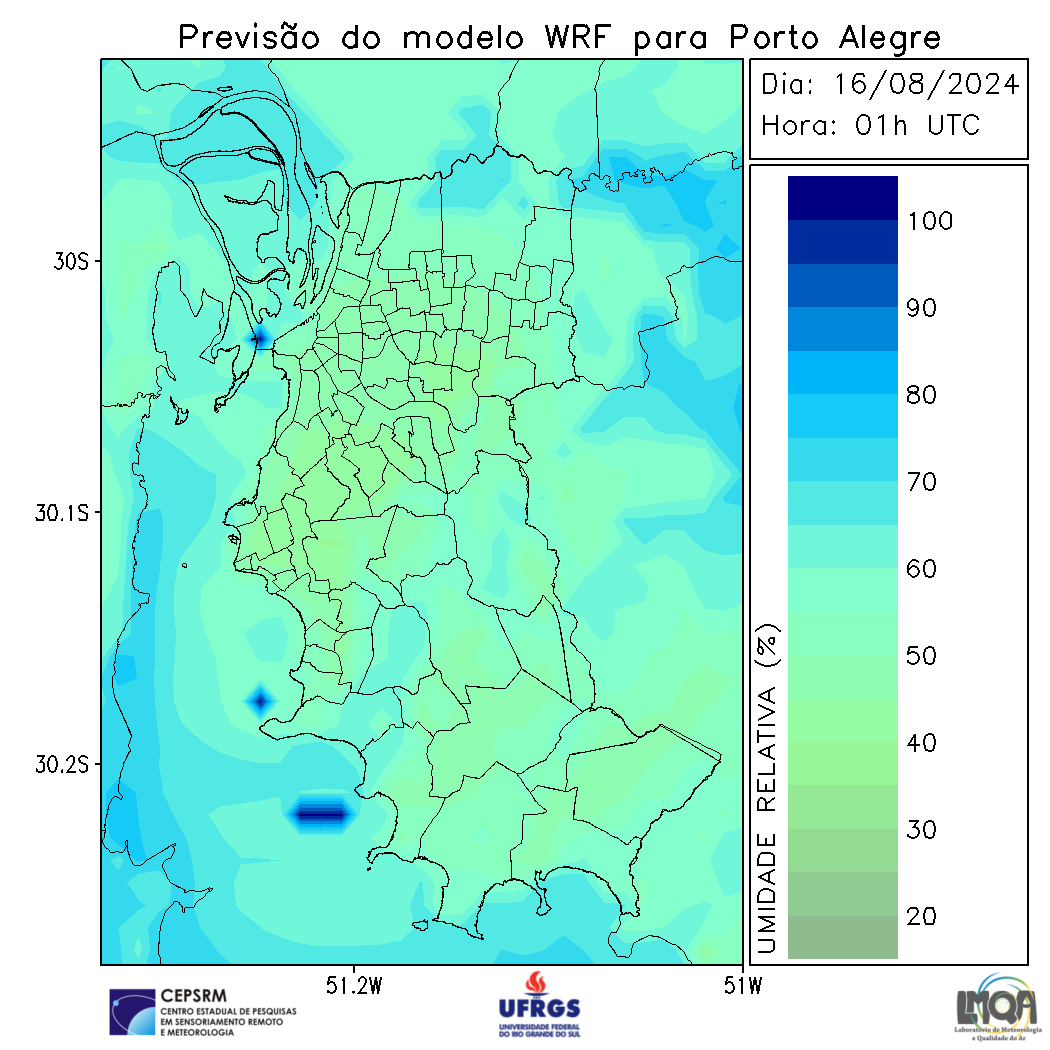 Previsão do modelo WRF para Porto Alegre
Dia: 16/08/2024
Hora: 01h UTC
30S
30.1S
30.2S
51.2W
51W
UMIDADE RELATIVA (%)
100
90
80
70
60
50
40
30
20
CEPSRM
CENTRO ESTADUAL DE PESQUISAS
EM SENSORIAMENTO REMOTO
E METEOROLOGIA
UFRGS
UNIVERSIDADE FEDERAL
DO RIO GRANDE DO SUL
LMQA
Laboratório de Meteorologia
e Qualidade do Ar